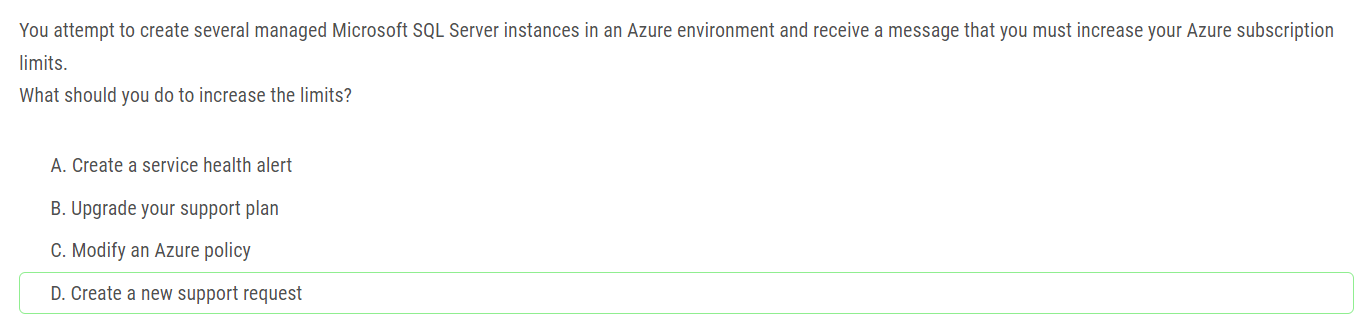 You attempt to create several managed Microsoft SQL Server instances in an Azure environment and receive a message that you must increase your Azure subscription
limits.
What should you do to increase the limits?
A. Create a service health alert
B. Upgrade your support plan
C. Modify an Azure policy
D. Create a new support request